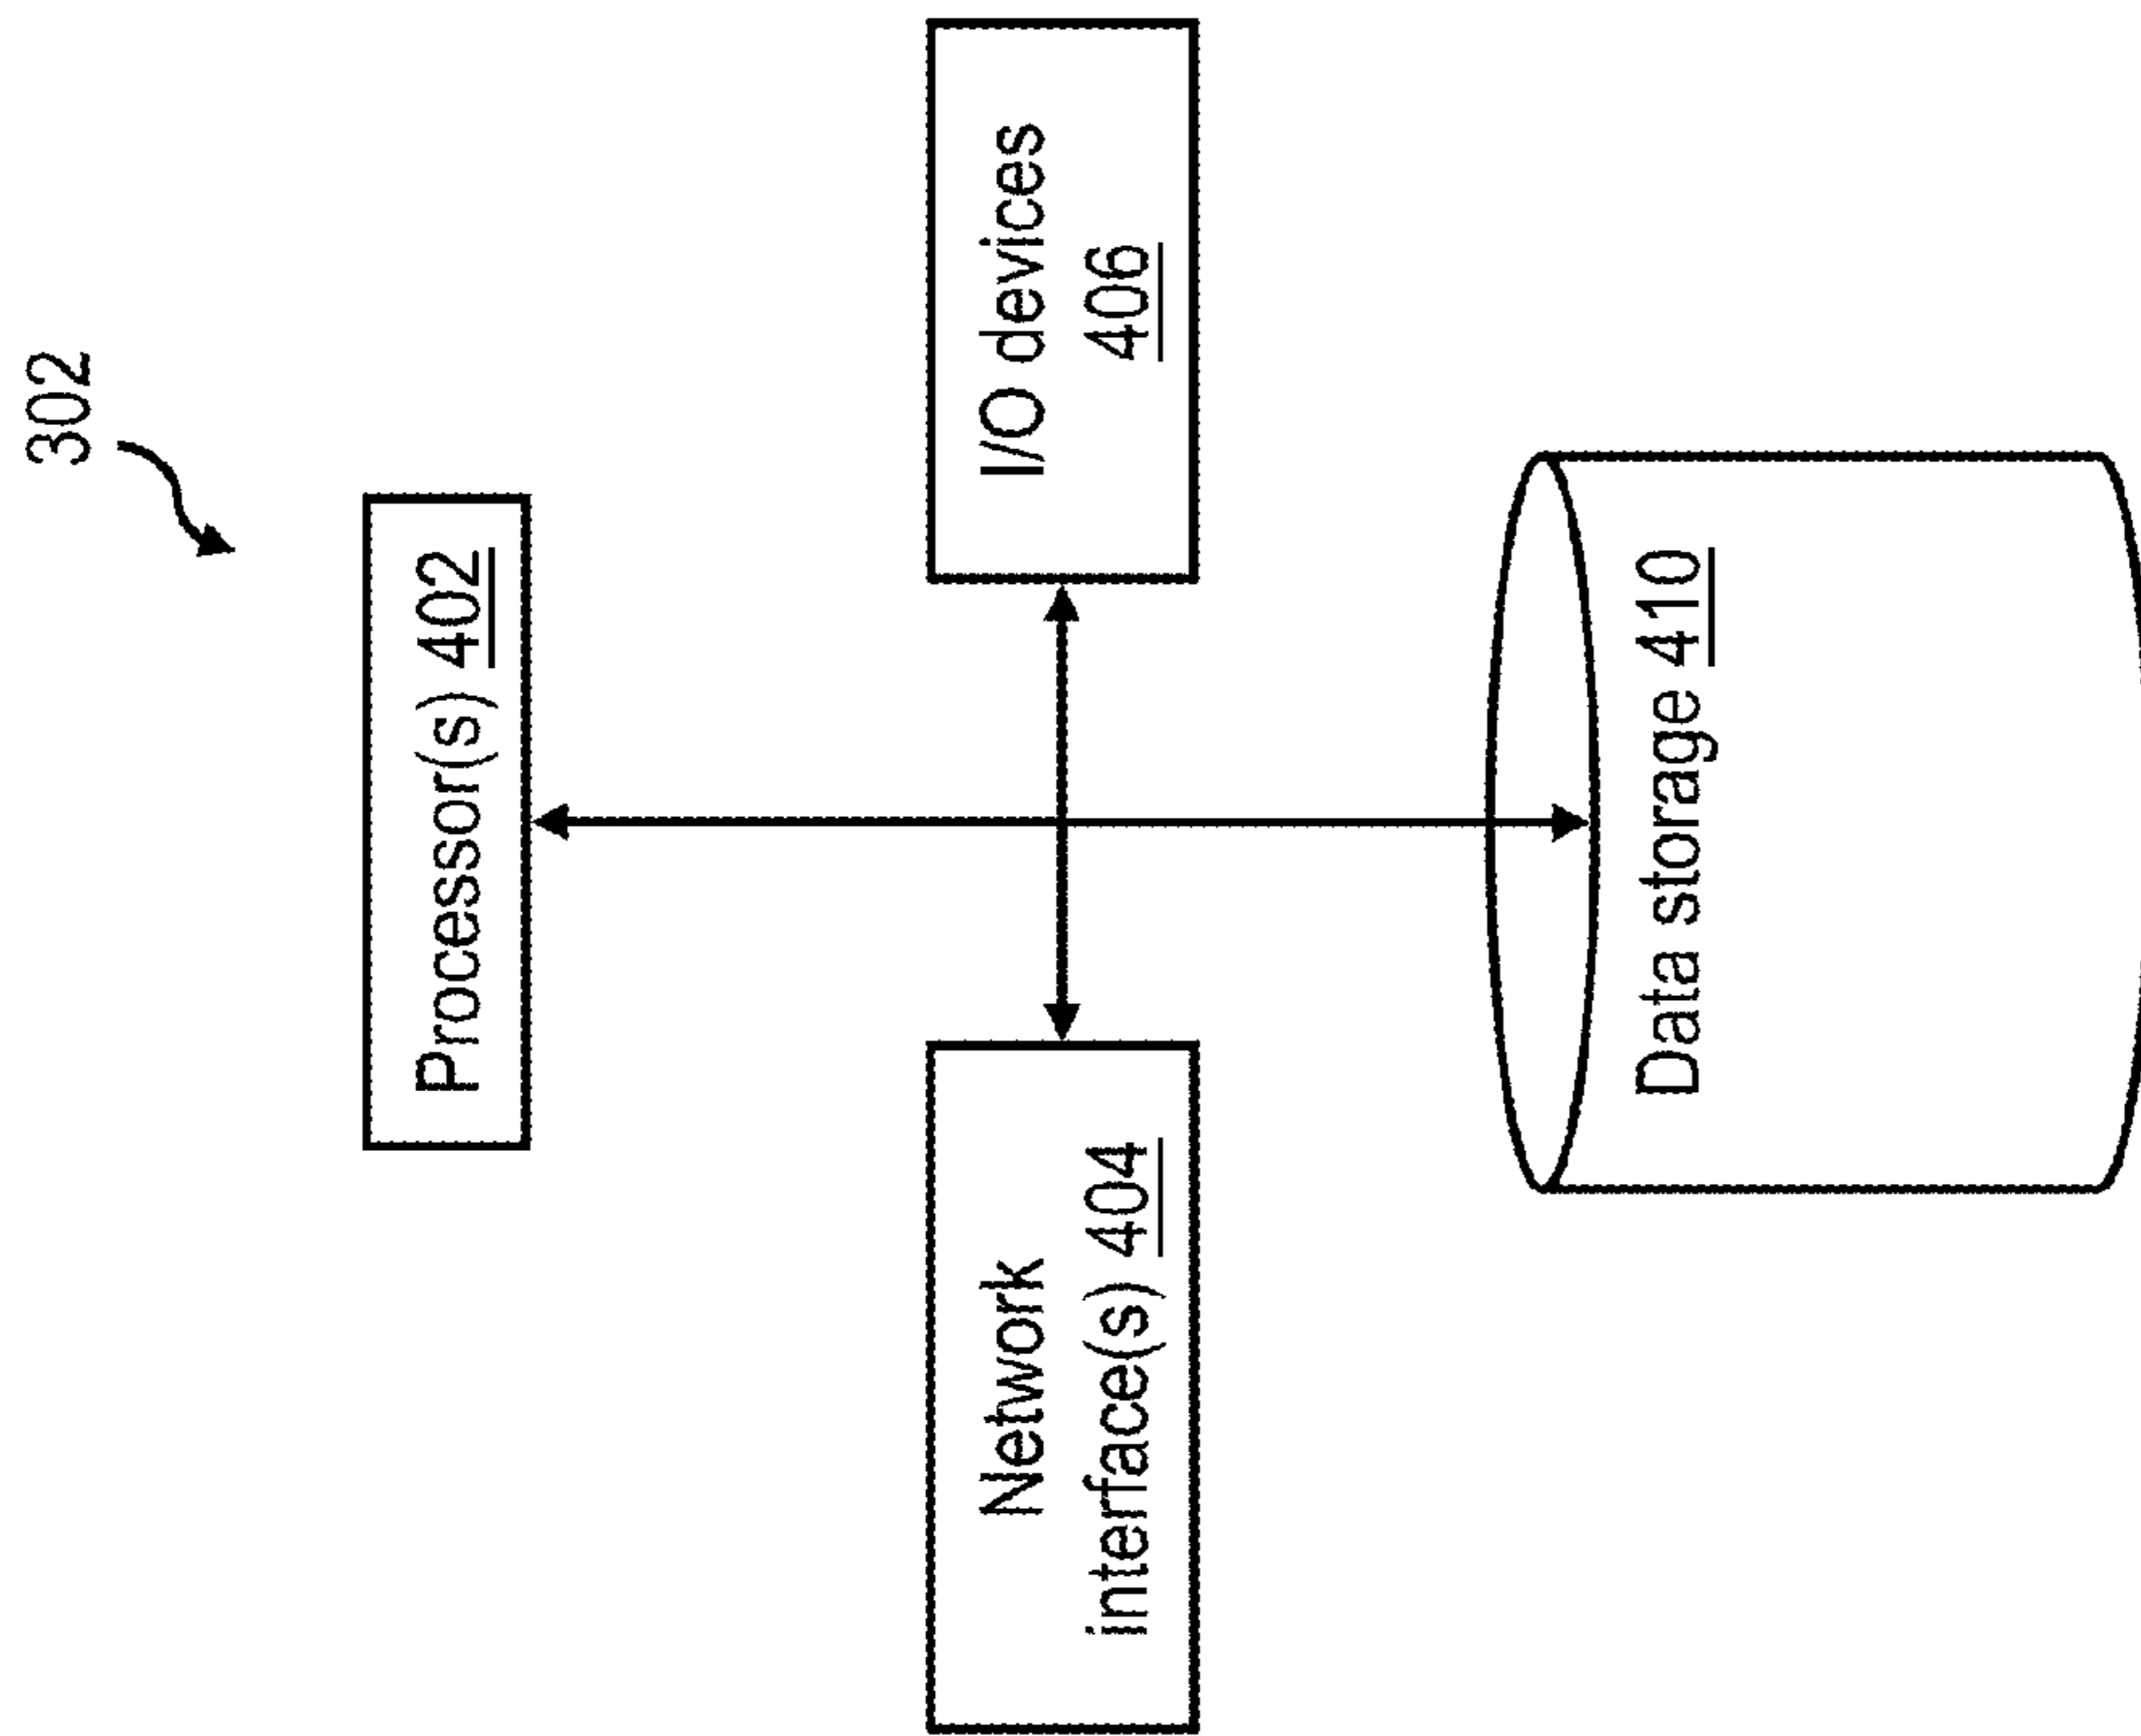 302
Processor(s) 402
Network
interface(s) 404
I/O devices
406
Data storage 410